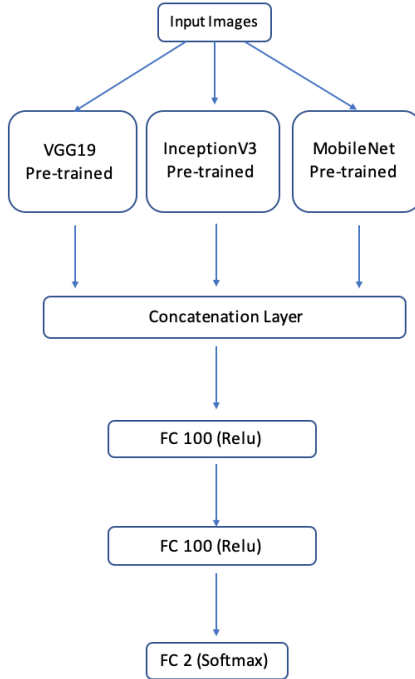 Input Images
VGG19
Pre-trained
InceptionV3
Pre-trained
MobileNet
Pre-trained
Concatenation Layer
FC 100 (Relu)
FC 100 (Relu)
FC 2 (Softmax)